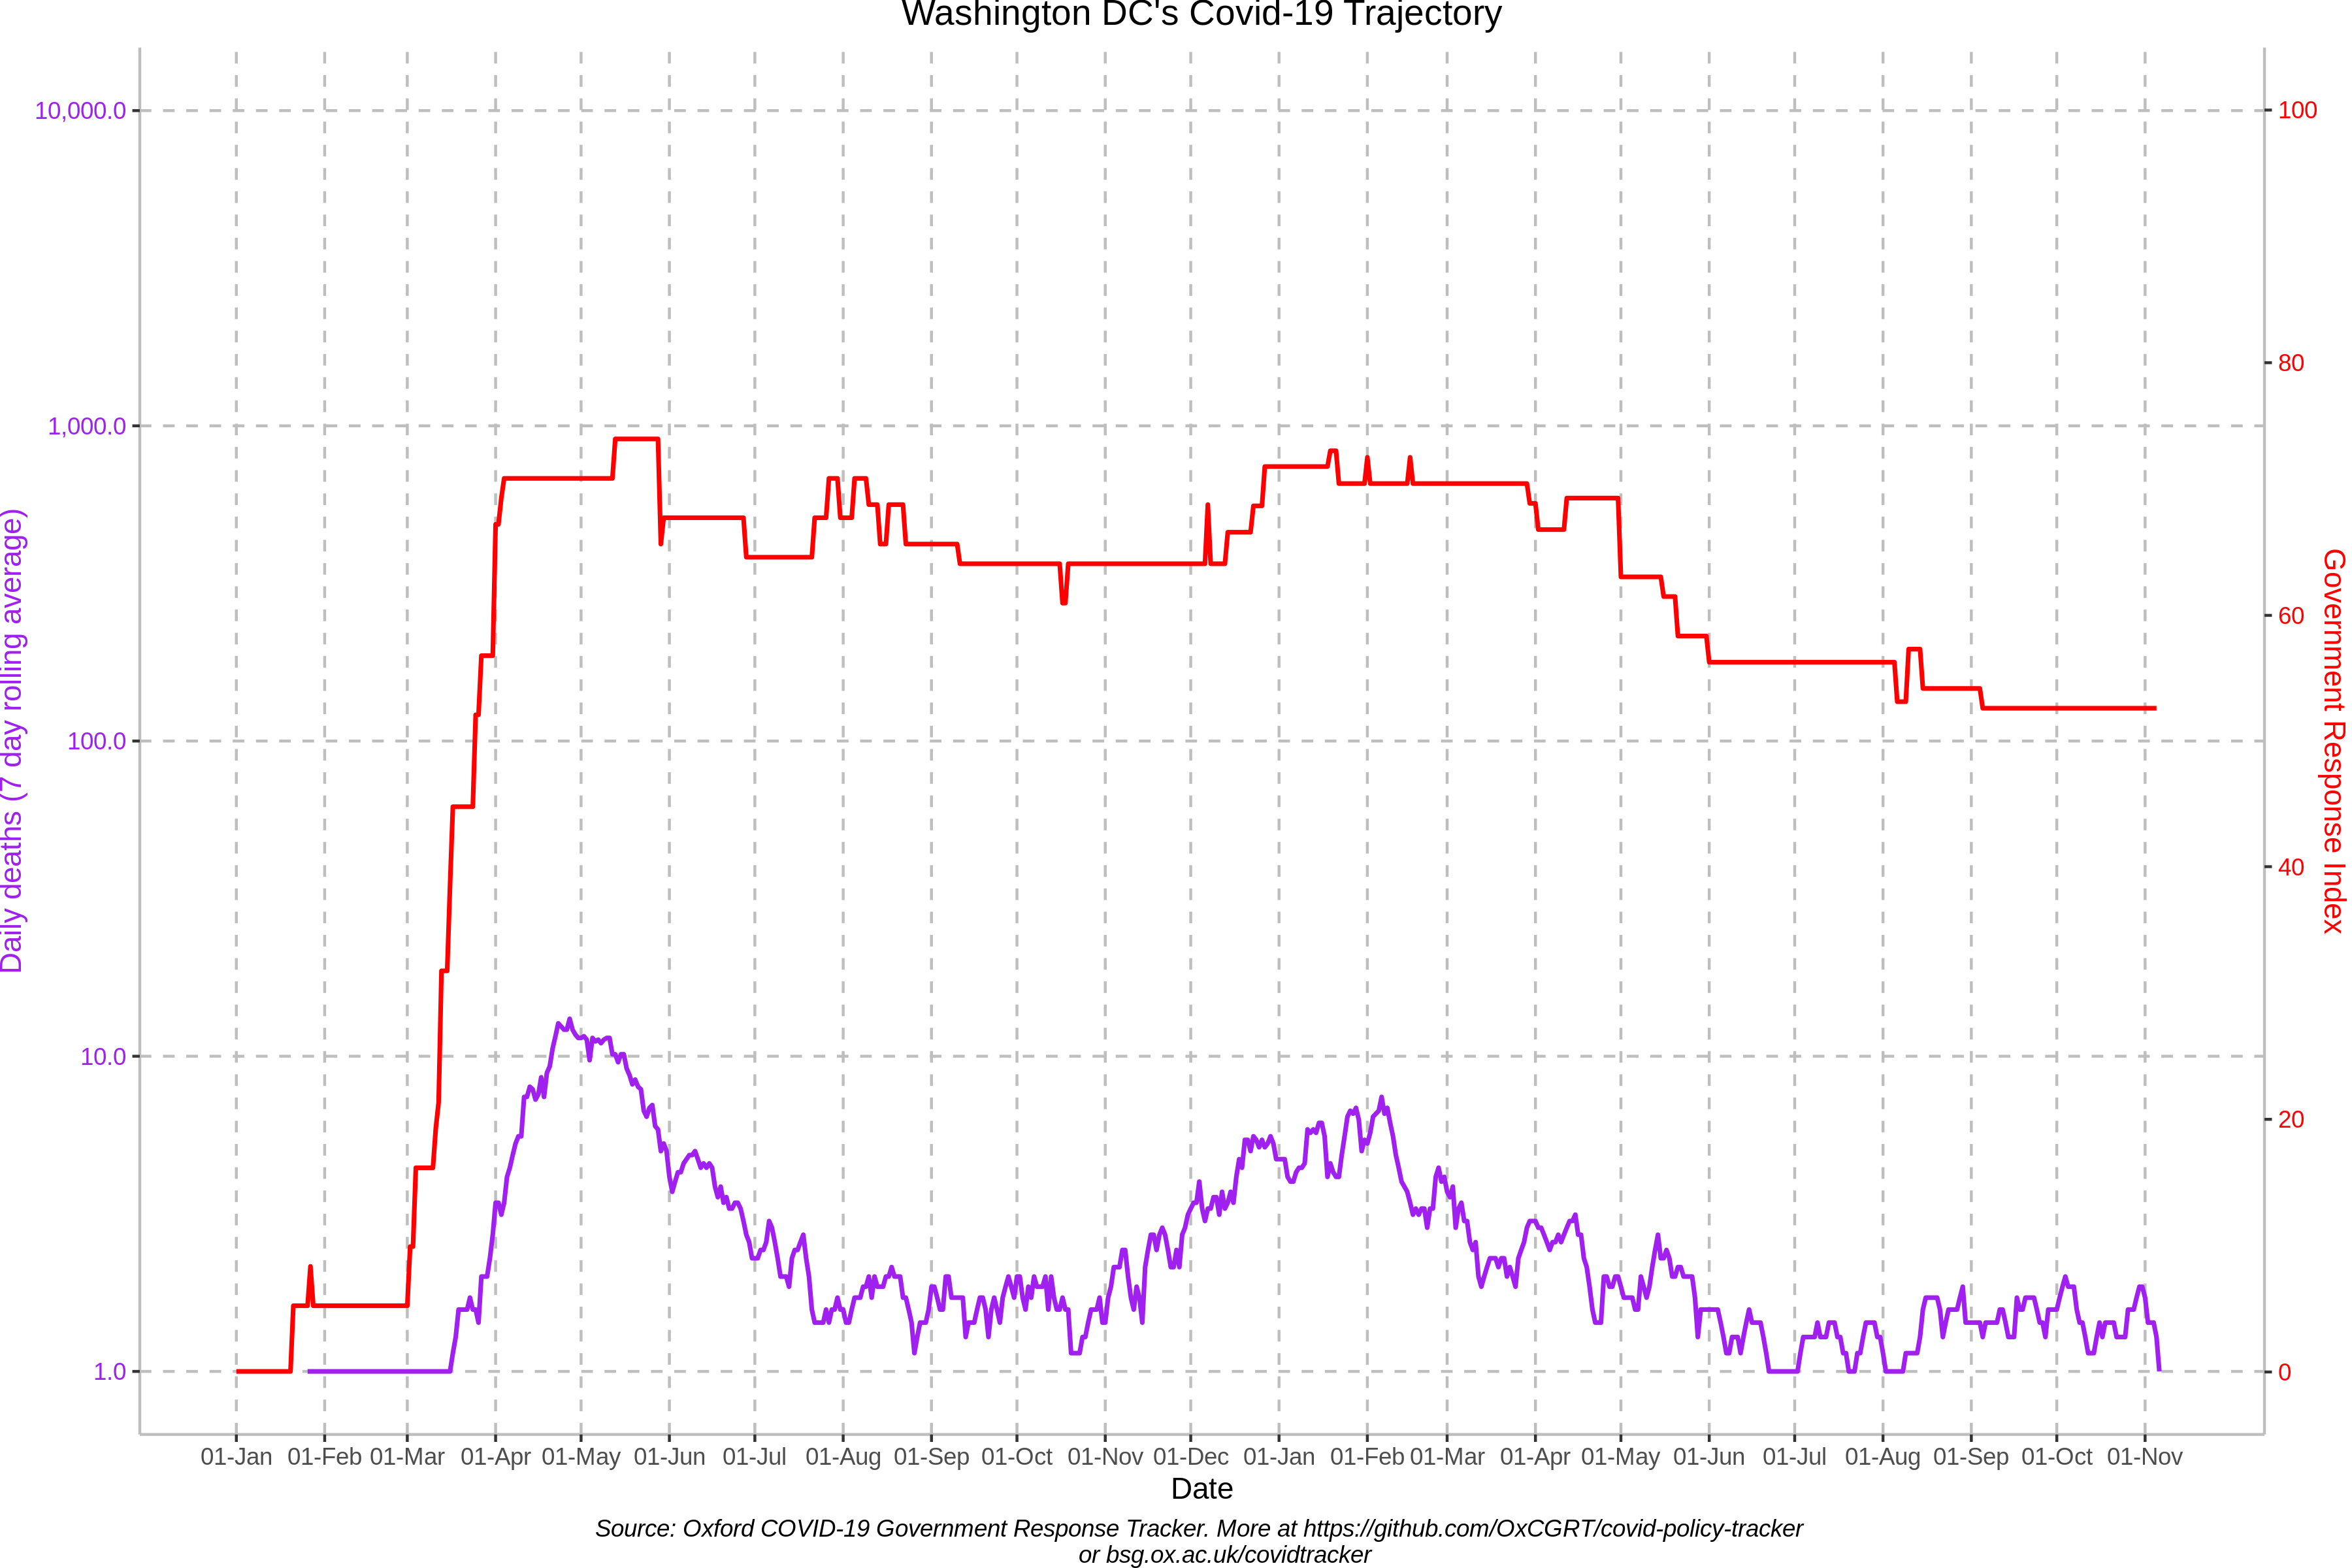 Washington DC's Covid-19 Trajectory
Daily deaths (7 day rolling average)
10,000.0
1,000.0
100.0
10.0
1.0
100
80
60
40
20
0
Government Response Index
01-Jan 01-Feb 01-Mar 01-Apr 01-May 01-Jun 01-Jul 01-Aug 01-Sep 01-Oct 01-Nov 01-Dec 01-Jan 01-Feb 01-Mar 01-Apr 01-May 01-Jun 01-Jul 01-Aug 01-Sep 01-Oct 01-Nov
Date
Source: Oxford COVID-19 Government Response Tracker. More at https://github.com/OxCGRT/covid-policy-tracker
or bsg.ox.ac.uk/covidtracker